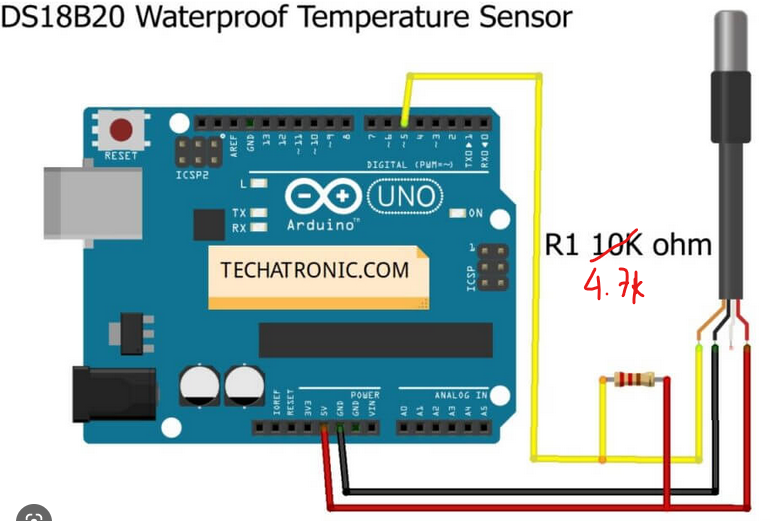 DS18B20 Waterproof Temperature Sensor
RESET
ICSP2
AREF
GND
13
12
~11
~10
~9
8
7
~6
~5
4
~3
2
TX0▶1
RX0◀0
DIGITAL (PWM=~)
L
TX
RX
Arduino™
UNO
ON
1
ICSP
R1 10K ohm
4.7k
TECHATRONIC.COM
POWER
ANALOG IN
IOREF
RESET
3V3
5V
GND
GND
VIN
A0
A1
A2
A3
A4
A5